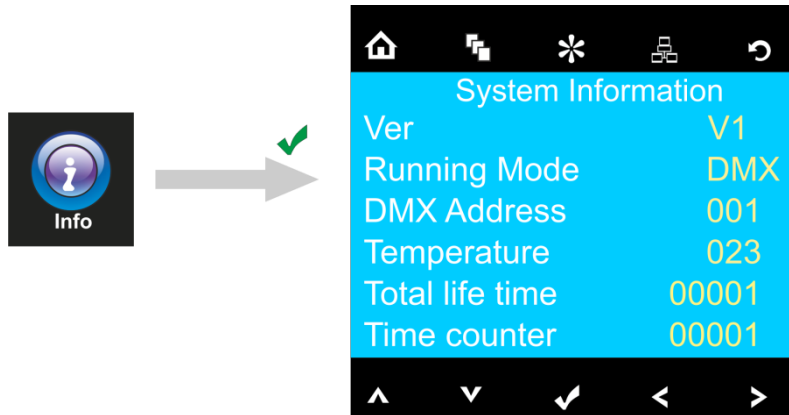 Info
System Information
Ver V1
Running Mode DMX
DMX Address 001
Temperature 023
Total life time 00001
Time counter 00001